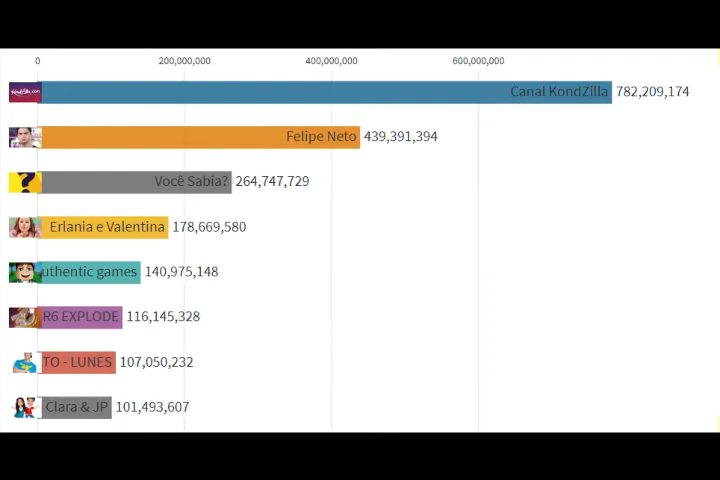 0 200,000,000 400,000,000 600,000,000
Canal KondZilla 782,209,174
Felipe Neto 439,391,394
Você Sabia? 264,747,729
Erlania e Valentina 178,669,580
uthentic games 140,975,148
R6 EXPLODE 116,145,328
TO - LUNES 107,050,232
Clara & JP 101,493,607